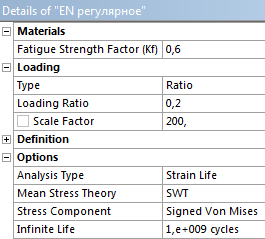 Details of "EN регулярное"
Materials
Fatigue Strength Factor (Kf) 0,6
Loading
Type Ratio
Loading Ratio 0,2
Scale Factor 200,
Definition
Options
Analysis Type Strain Life
Mean Stress Theory SWT
Stress Component Signed Von Mises
Infinite Life 1,e+009 cycles